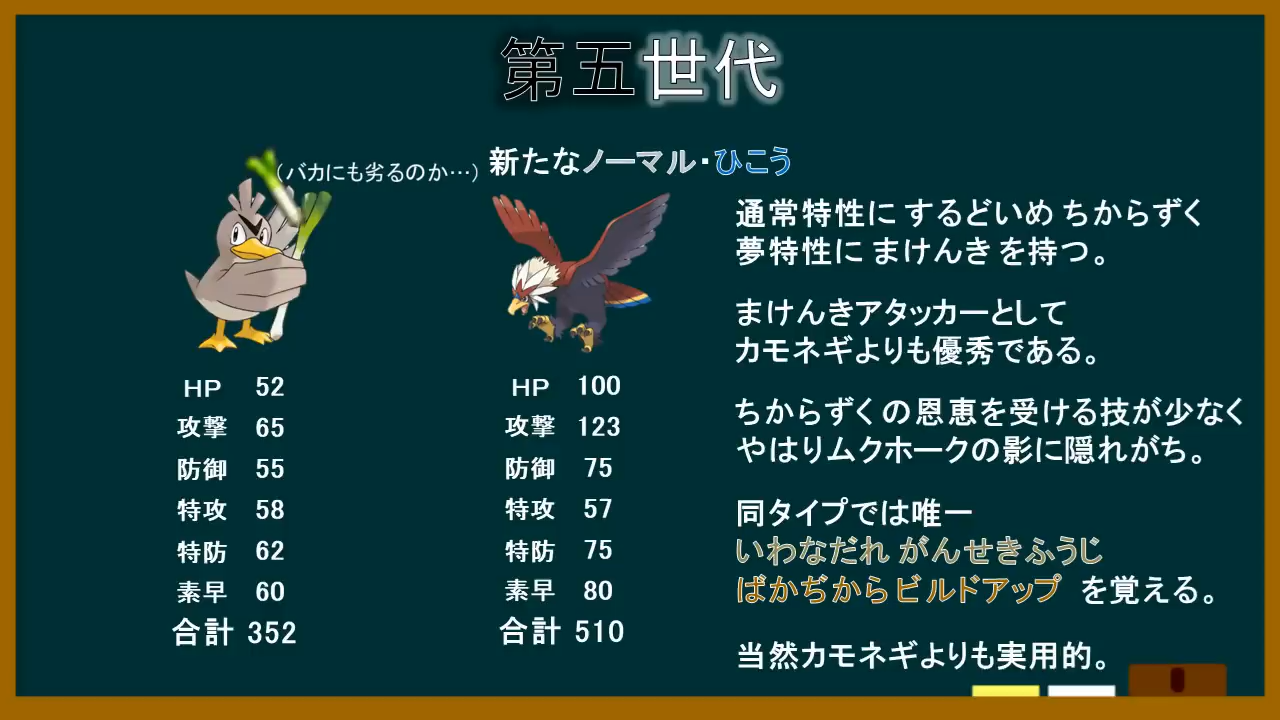 第五世代
（バカにも劣るのか…）
新たなノーマル・ひこう
HP 52
攻撃 65
防御 55
特攻 58
特防 62
素早 60
合計 352
HP 100
攻撃 123
防御 75
特攻 57
特防 75
素早 80
合計 510
通常特性に するどいめ ちからずく
夢特性に まけんき を持つ。
まけんきアタッカーとして
カモネギよりも優秀である。
ちからずくの恩恵を受ける技が少なく
やはりムクホークの影に隠れがち。
同タイプでは唯一
いわなだれ がんせきふうじ
ばかぢから ビルドアップ を覚える。
当然カモネギよりも実用的。